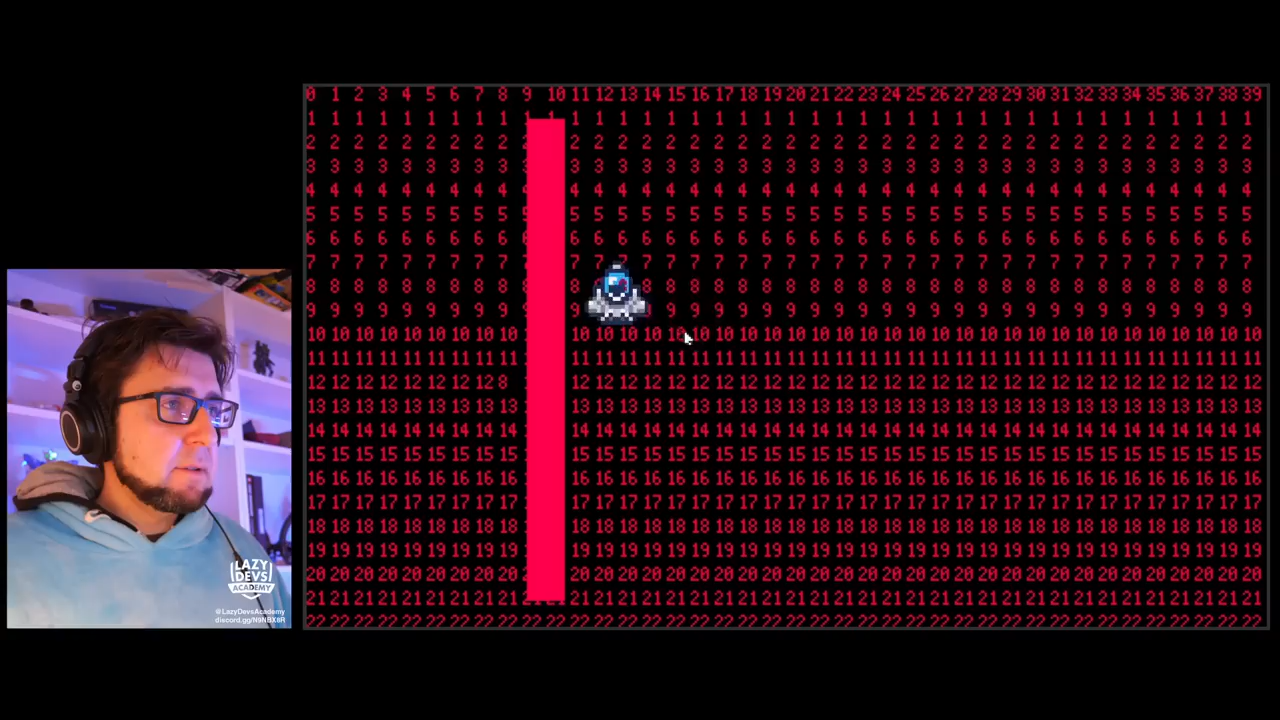 0 1 2 3 4 5 6 7 8 9 10 11 12 13 14 15 16 17 18 19 20 21 22 23 24 25 26 27 28 29 30 31 32 33 34 35 36 37 38 39
1 1 1 1 1 1 1 1 1 1 1 1 1 1 1 1 1 1 1 1 1 1 1 1 1 1 1 1 1 1 1 1 1 1 1 1 1 1 1 1
2 2 2 2 2 2 2 2 2 2 2 2 2 2 2 2 2 2 2 2 2 2 2 2 2 2 2 2 2 2 2 2 2 2 2 2 2 2
3 3 3 3 3 3 3 3 3 3 3 3 3 3 3 3 3 3 3 3 3 3 3 3 3 3 3 3 3 3 3 3 3 3 3 3 3 3
4 4 4 4 4 4 4 4 4 4 4 4 4 4 4 4 4 4 4 4 4 4 4 4 4 4 4 4 4 4 4 4 4 4 4 4 4 4
5 5 5 5 5 5 5 5 5 5 5 5 5 5 5 5 5 5 5 5 5 5 5 5 5 5 5 5 5 5 5 5 5 5 5 5 5 5
6 6 6 6 6 6 6 6 6 6 6 6 6 6 6 6 6 6 6 6 6 6 6 6 6 6 6 6 6 6 6 6 6 6 6 6 6 6
7 7 7 7 7 7 7 7 7 7 7 7 7 7 7 7 7 7 7 7 7 7 7 7 7 7 7 7 7 7 7 7 7 7 7 7 7
8 8 8 8 8 8 8 8 8 8 8 8 8 8 8 8 8 8 8 8 8 8 8 8 8 8 8 8 8 8 8 8 8 8 8 8
9 9 9 9 9 9 9 9 9 9 9 9 9 9 9 9 9 9 9 9 9 9 9 9 9 9 9 9 9 9 9 9 9 9 9
10 10 10 10 10 10 10 10 10 10 10 10 10 10 10 10 10 10 10 10 10 10 10 10 10 10 10 10 10 10 10 10 10 10 10 10 10 10
11 11 11 11 11 11 11 11 11 11 11 11 11 11 11 11 11 11 11 11 11 11 11 11 11 11 11 11 11 11 11 11 11 11 11 11 11 11
12 12 12 12 12 12 12 12 8 12 12 12 12 12 12 12 12 12 12 12 12 12 12 12 12 12 12 12 12 12 12 12 12 12 12 12 12 12
13 13 13 13 13 13 13 13 13 13 13 13 13 13 13 13 13 13 13 13 13 13 13 13 13 13 13 13 13 13 13 13 13 13 13 13 13 13
14 14 14 14 14 14 14 14 14 14 14 14 14 14 14 14 14 14 14 14 14 14 14 14 14 14 14 14 14 14 14 14 14 14 14 14 14 14
15 15 15 15 15 15 15 15 15 15 15 15 15 15 15 15 15 15 15 15 15 15 15 15 15 15 15 15 15 15 15 15 15 15 15 15 15 15
16 16 16 16 16 16 16 16 16 16 16 16 16 16 16 16 16 16 16 16 16 16 16 16 16 16 16 16 16 16 16 16 16 16 16 16 16 16
17 17 17 17 17 17 17 17 17 17 17 17 17 17 17 17 17 17 17 17 17 17 17 17 17 17 17 17 17 17 17 17 17 17 17 17 17 17
18 18 18 18 18 18 18 18 18 18 18 18 18 18 18 18 18 18 18 18 18 18 18 18 18 18 18 18 18 18 18 18 18 18 18 18 18 18
19 19 19 19 19 19 19 19 19 19 19 19 19 19 19 19 19 19 19 19 19 19 19 19 19 19 19 19 19 19 19 19 19 19 19 19 19 19
20 20 20 20 20 20 20 20 20 20 20 20 20 20 20 20 20 20 20 20 20 20 20 20 20 20 20 20 20 20 20 20 20 20 20 20 20
21 21 21 21 21 21 21 21 21 21 21 21 21 21 21 21 21 21 21 21 21 21 21 21 21 21 21 21 21 21 21 21 21 21 21 21 21 21
LAZY
DEVS
ACADEMY
@LazyDevsAcademy
discord.gg/N9NBX8R